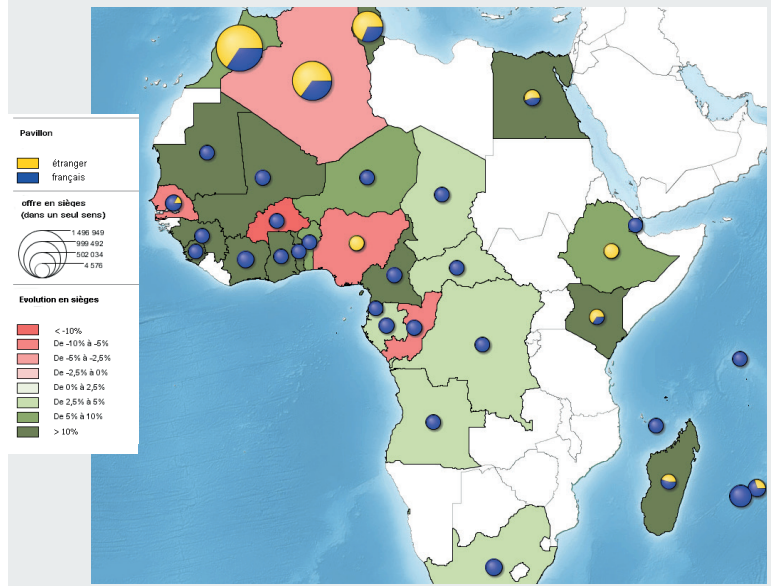 Pavillon
étranger
français
offre en sièges
(dans un seul sens)
1 496 949
999 492
502 034
4 576
Evolution en sièges
< -10%
De -10% à -5%
De -5% à -2,5%
De -2,5% à 0%
De 0% à 2,5%
De 2,5% à 5%
De 5% à 10%
> 10%